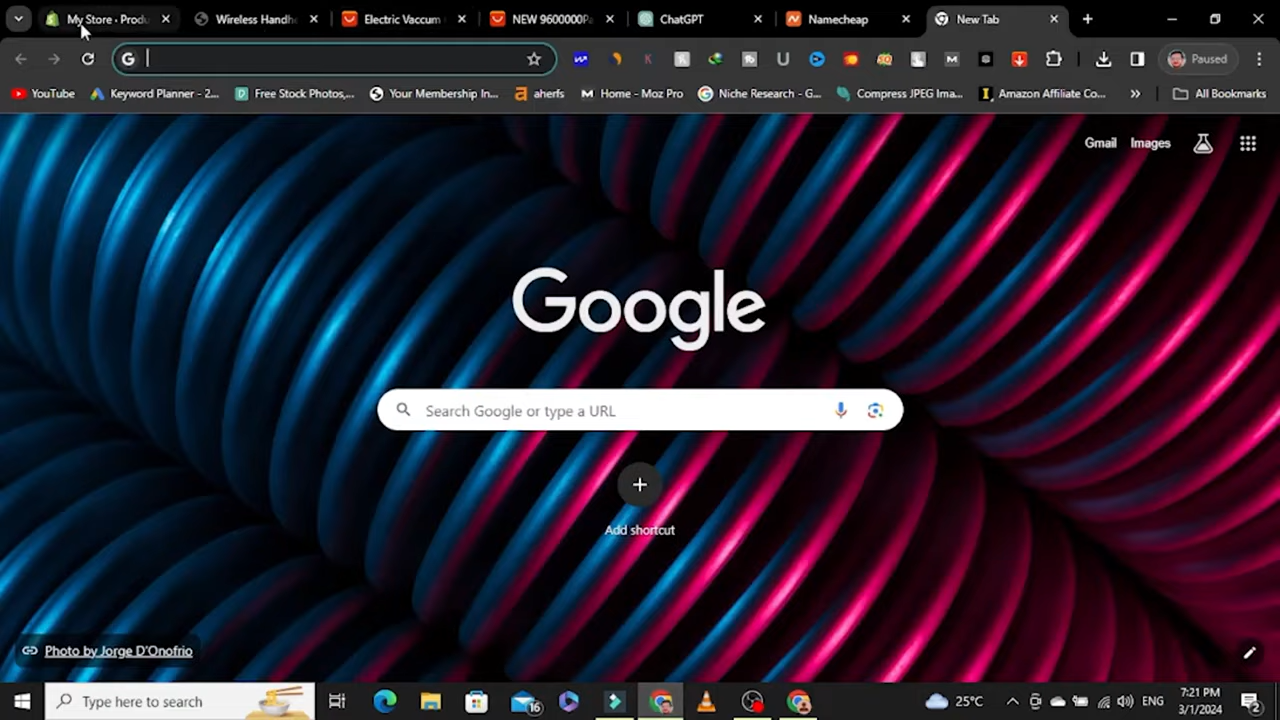 My Store · Produ
Wireless Handh
Electric Vaccum
NEW 9600000Pa
ChatGPT
Namecheap
New Tab
Paused
YouTube
Keyword Planner - 2...
Free Stock Photos,...
Your Membership In...
aherfs
Home - Moz Pro
Niche Research - G...
Compress JPEG Ima...
Amazon Affiliate Co...
All Bookmarks
Gmail
Images
Google
Search Google or type a URL
Add shortcut
Photo by Jorge D'Onofrio
Type here to search
16
25°C
ENG
7:21 PM
3/1/2024
2